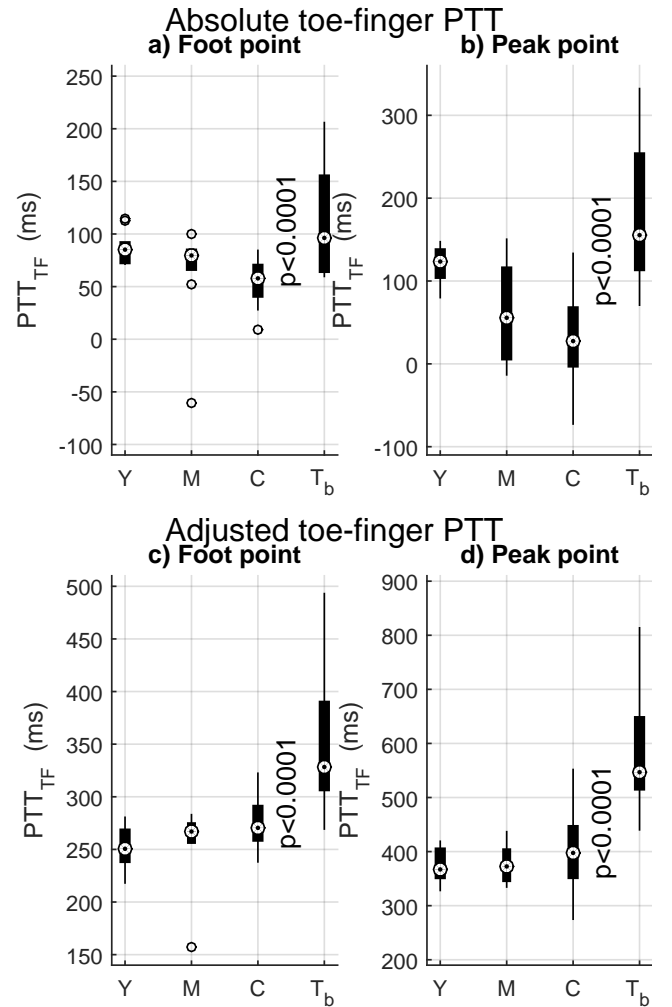 Absolute toe-finger PTT
a) Foot point
b) Peak point
250
200
150
100
50
0
-50
-100
PTT_TF (ms)
p<0.0001
Y M C T_b
300
200
100
0
-100
PTT_TF (ms)
p<0.0001
Y M C T_b
Adjusted toe-finger PTT
c) Foot point
d) Peak point
500
450
400
350
300
250
200
150
PTT_TF (ms)
p<0.0001
Y M C T_b
900
800
700
600
500
400
300
200
PTT_TF (ms)
p<0.0001
Y M C T_b